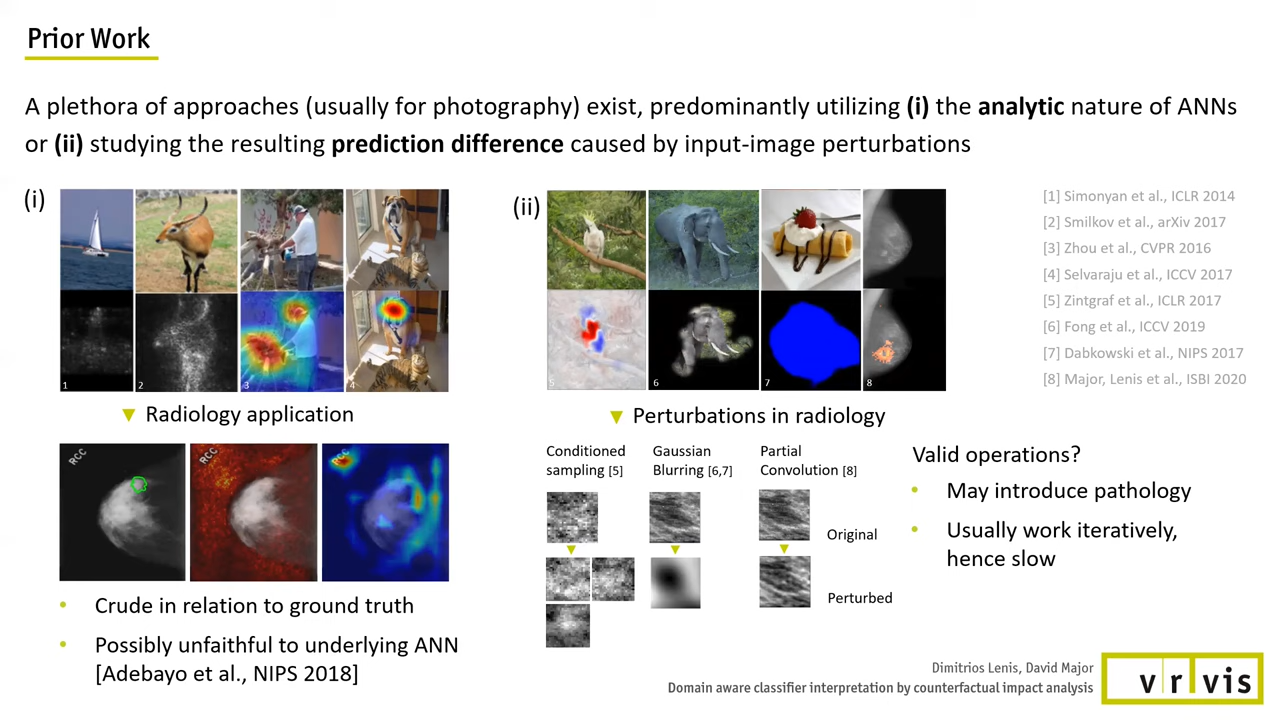 Prior Work
A plethora of approaches (usually for photography) exist, predominantly utilizing (i) the analytic nature of ANNs
or (ii) studying the resulting prediction difference caused by input-image perturbations
(i)
1
2
3
4
▼ Radiology application
RCC
RCC
RCC
• Crude in relation to ground truth
• Possibly unfaithful to underlying ANN
[Adebayo et al., NIPS 2018]
(ii)
5
6
7
8
▼ Perturbations in radiology
Conditioned
sampling [5]
Gaussian
Blurring [6,7]
Partial
Convolution [8]
Original
Perturbed
[1] Simonyan et al., ICLR 2014
[2] Smilkov et al., arXiv 2017
[3] Zhou et al., CVPR 2016
[4] Selvaraju et al., ICCV 2017
[5] Zintgraf et al., ICLR 2017
[6] Fong et al., ICCV 2019
[7] Dabkowski et al., NIPS 2017
[8] Major, Lenis et al., ISBI 2020
Valid operations?
• May introduce pathology
• Usually work iteratively,
hence slow
Dimitrios Lenis, David Major
Domain aware classifier interpretation by counterfactual impact analysis
vrvis